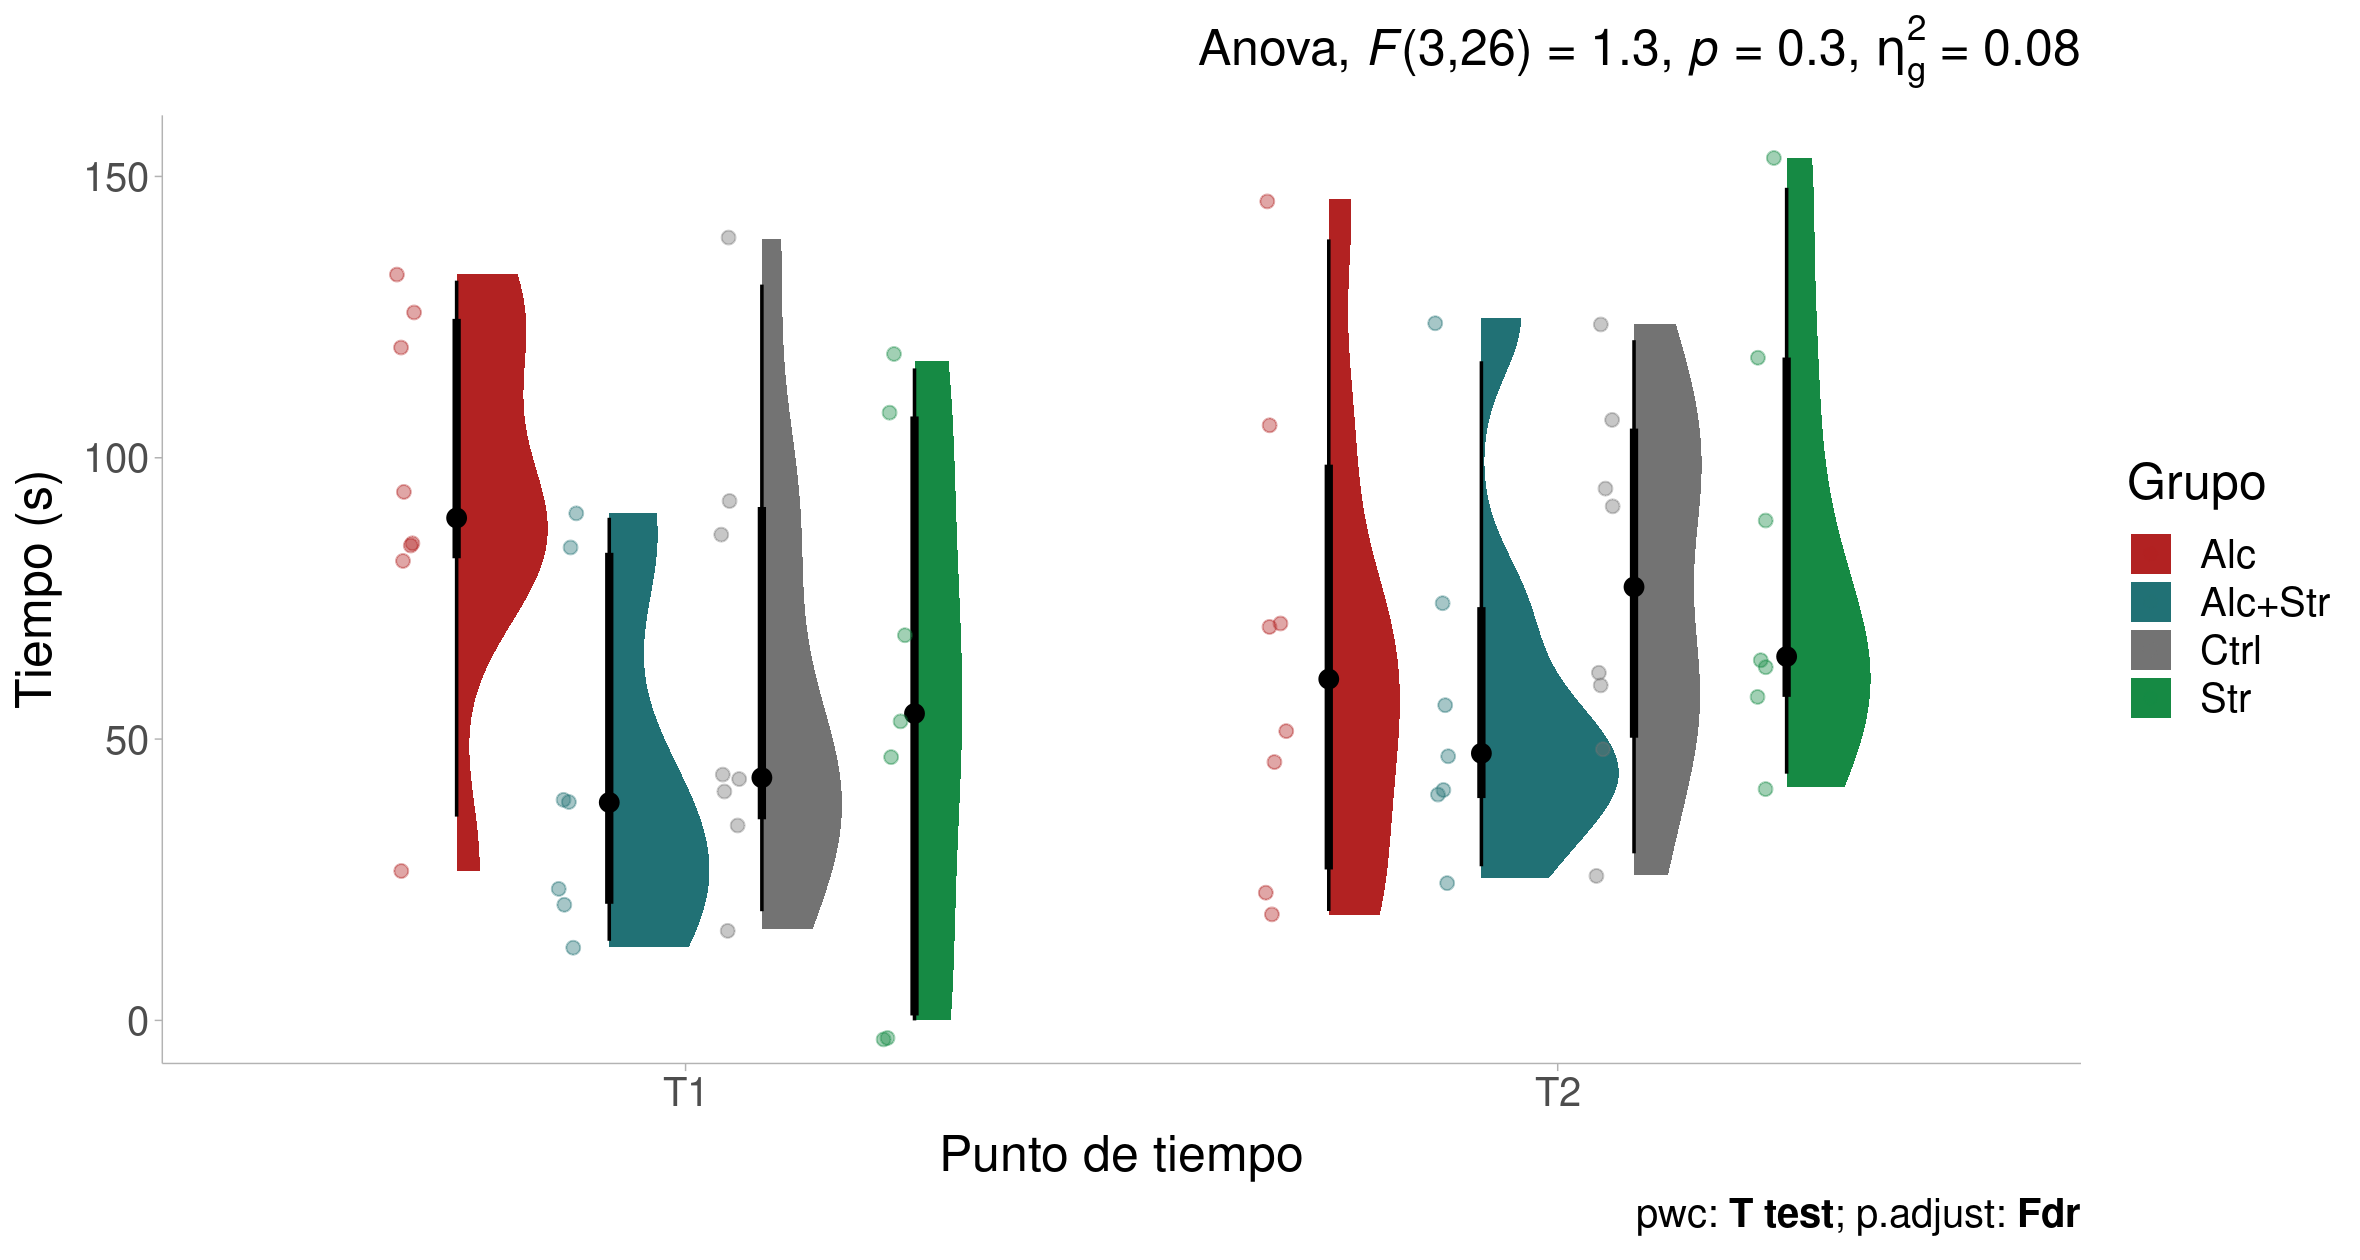 Anova, F(3,26) = 1.3, p = 0.3, η²g = 0.08
Tiempo (s)
150
100
50
0
T1
T2
Punto de tiempo
Grupo
Alc
Alc+Str
Ctrl
Str
pwc: T test; p.adjust: Fdr